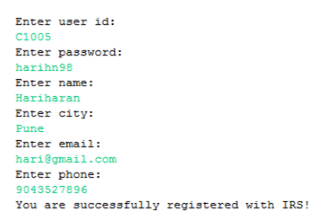 Enter user id:
C1005
Enter password:
harihn98
Enter name:
Hariharan
Enter city:
Pune
Enter email:
hari@gmail.com
Enter phone:
9043527896
You are successfully registered with IRS!